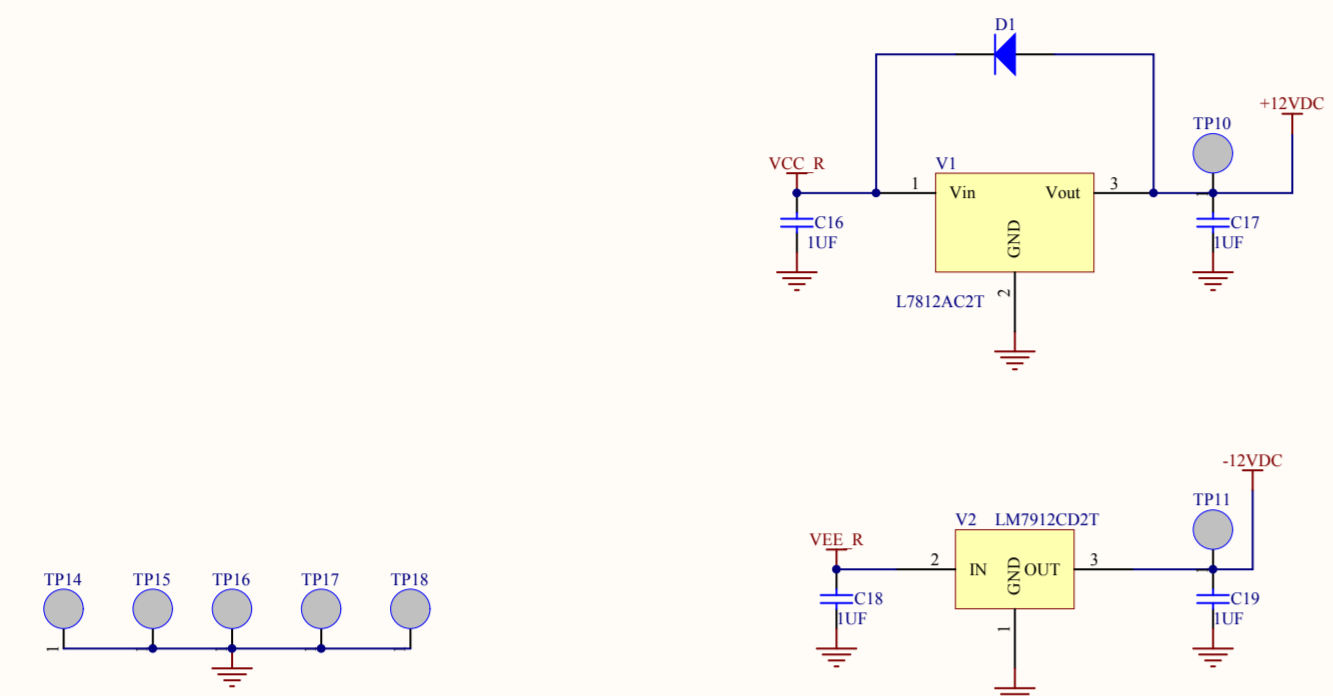 D1
+12VDC
TP10
VCC_R
V1
1
Vin
Vout
3
C16
1UF
GND
C17
1UF
2
L7812AC2T
-12VDC
TP11
V2 LM7912CD2T
VEE_R
2
IN
GND
OUT
3
TP14 TP15 TP16 TP17 TP18
C18
1UF
C19
1UF
1
1